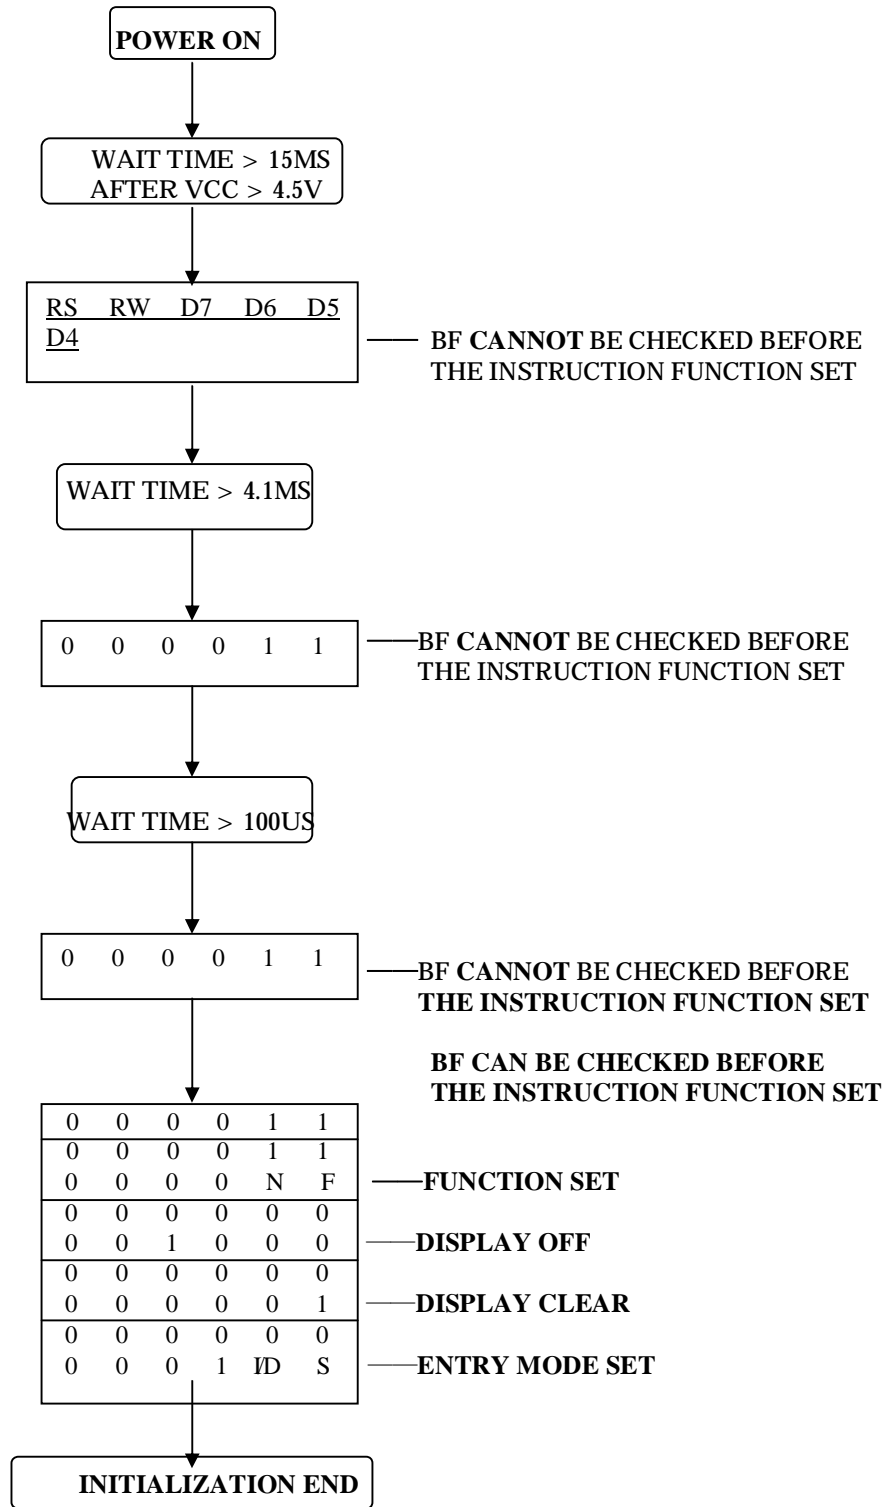 POWER ON
WAIT TIME > 15MS
AFTER VCC > 4.5V
RS RW D7 D6 D5
D4
BF CANNOT BE CHECKED BEFORE
THE INSTRUCTION FUNCTION SET
WAIT TIME > 4.1MS
0 0 0 0 1 1
BF CANNOT BE CHECKED BEFORE
THE INSTRUCTION FUNCTION SET
WAIT TIME > 100US
0 0 0 0 1 1
BF CANNOT BE CHECKED BEFORE
THE INSTRUCTION FUNCTION SET
BF CAN BE CHECKED BEFORE
THE INSTRUCTION FUNCTION SET
0 0 0 0 1 1
0 0 0 0 1 1
0 0 0 0 N F
FUNCTION SET
0 0 0 0 0 0
0 0 1 0 0 0
DISPLAY OFF
0 0 0 0 0 0
0 0 0 0 0 1
DISPLAY CLEAR
0 0 0 0 0 0
0 0 0 1 I/D S
ENTRY MODE SET
INITIALIZATION END